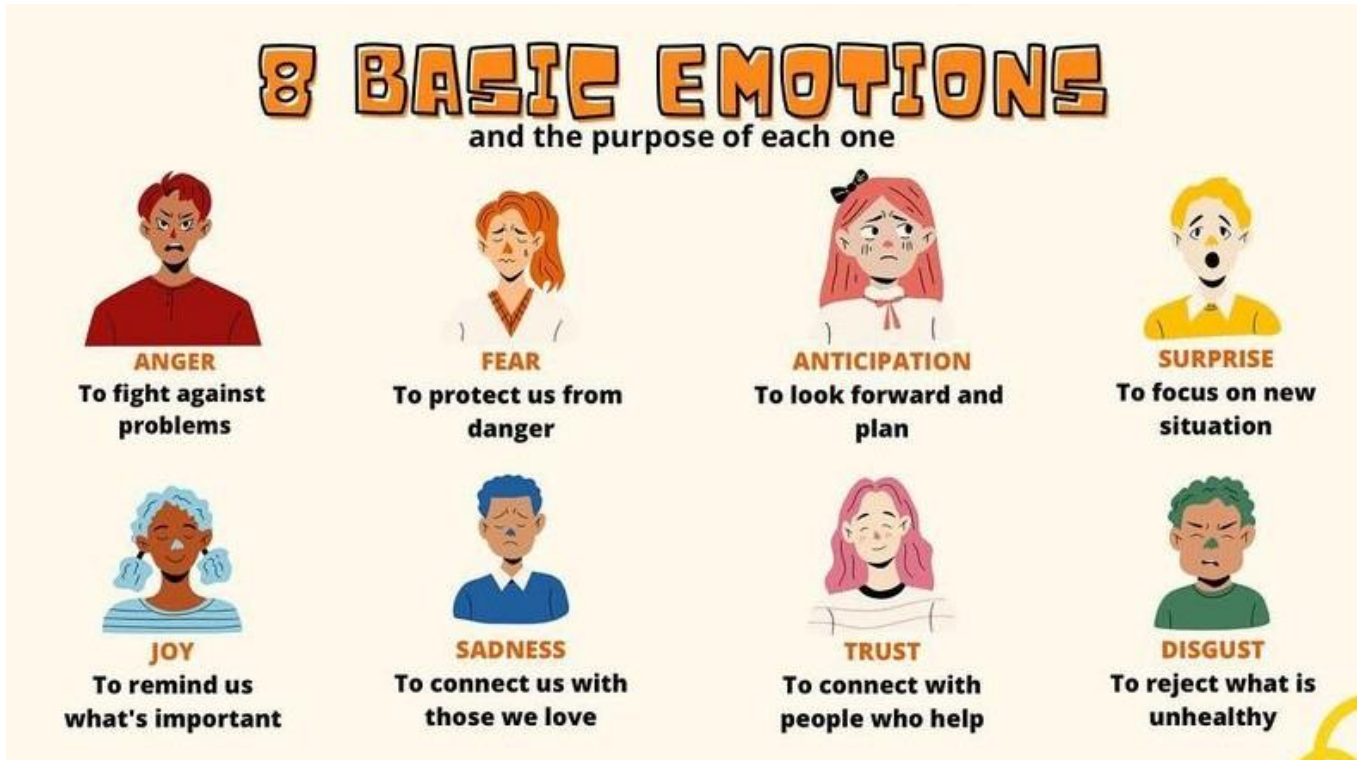 8 BASIC EMOTIONS
and the purpose of each one
ANGER
To fight against
problems
FEAR
To protect us from
danger
ANTICIPATION
To look forward and
plan
SURPRISE
To focus on new
situation
JOY
To remind us
what's important
SADNESS
To connect us with
those we love
TRUST
To connect with
people who help
DISGUST
To reject what is
unhealthy